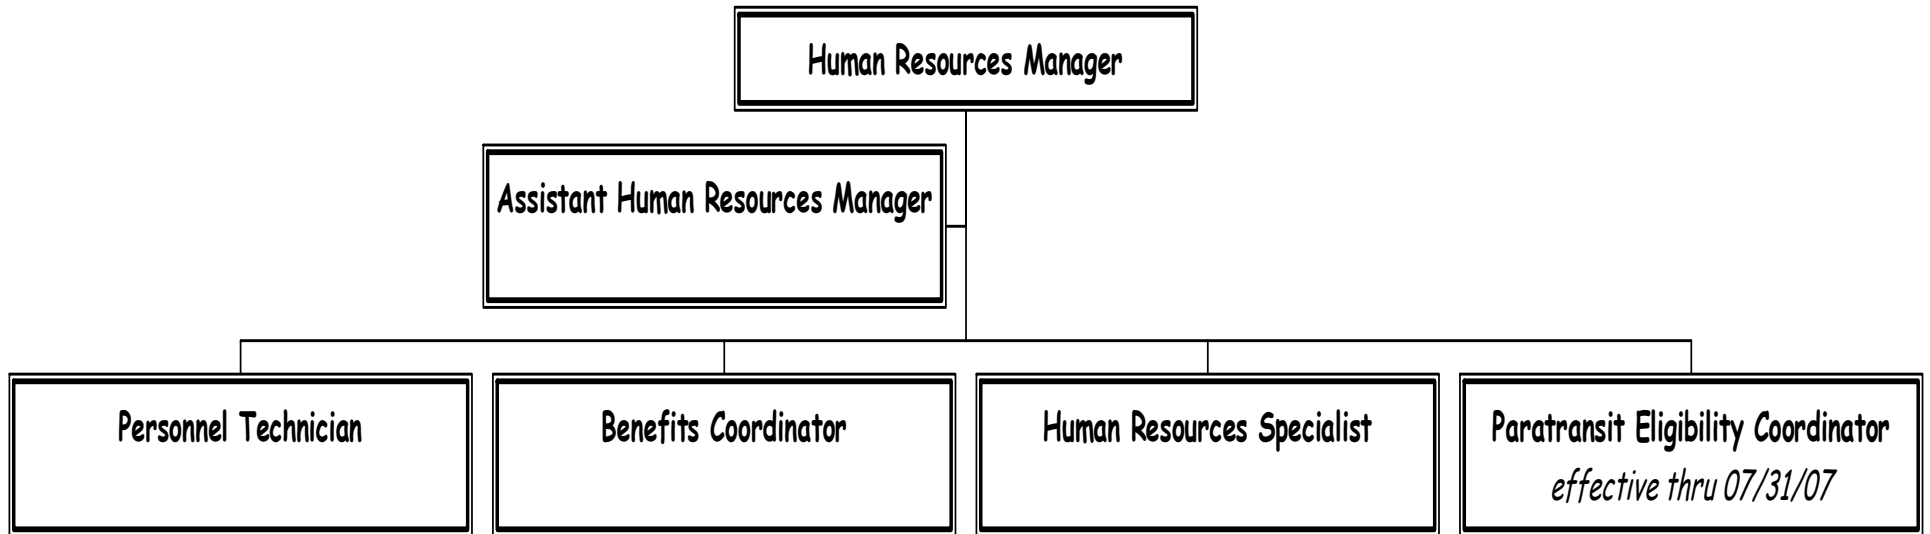 Human Resources Manager
Assistant Human Resources Manager
Personnel Technician
Benefits Coordinator
Human Resources Specialist
Paratransit Eligibility Coordinator
effective thru 07/31/07